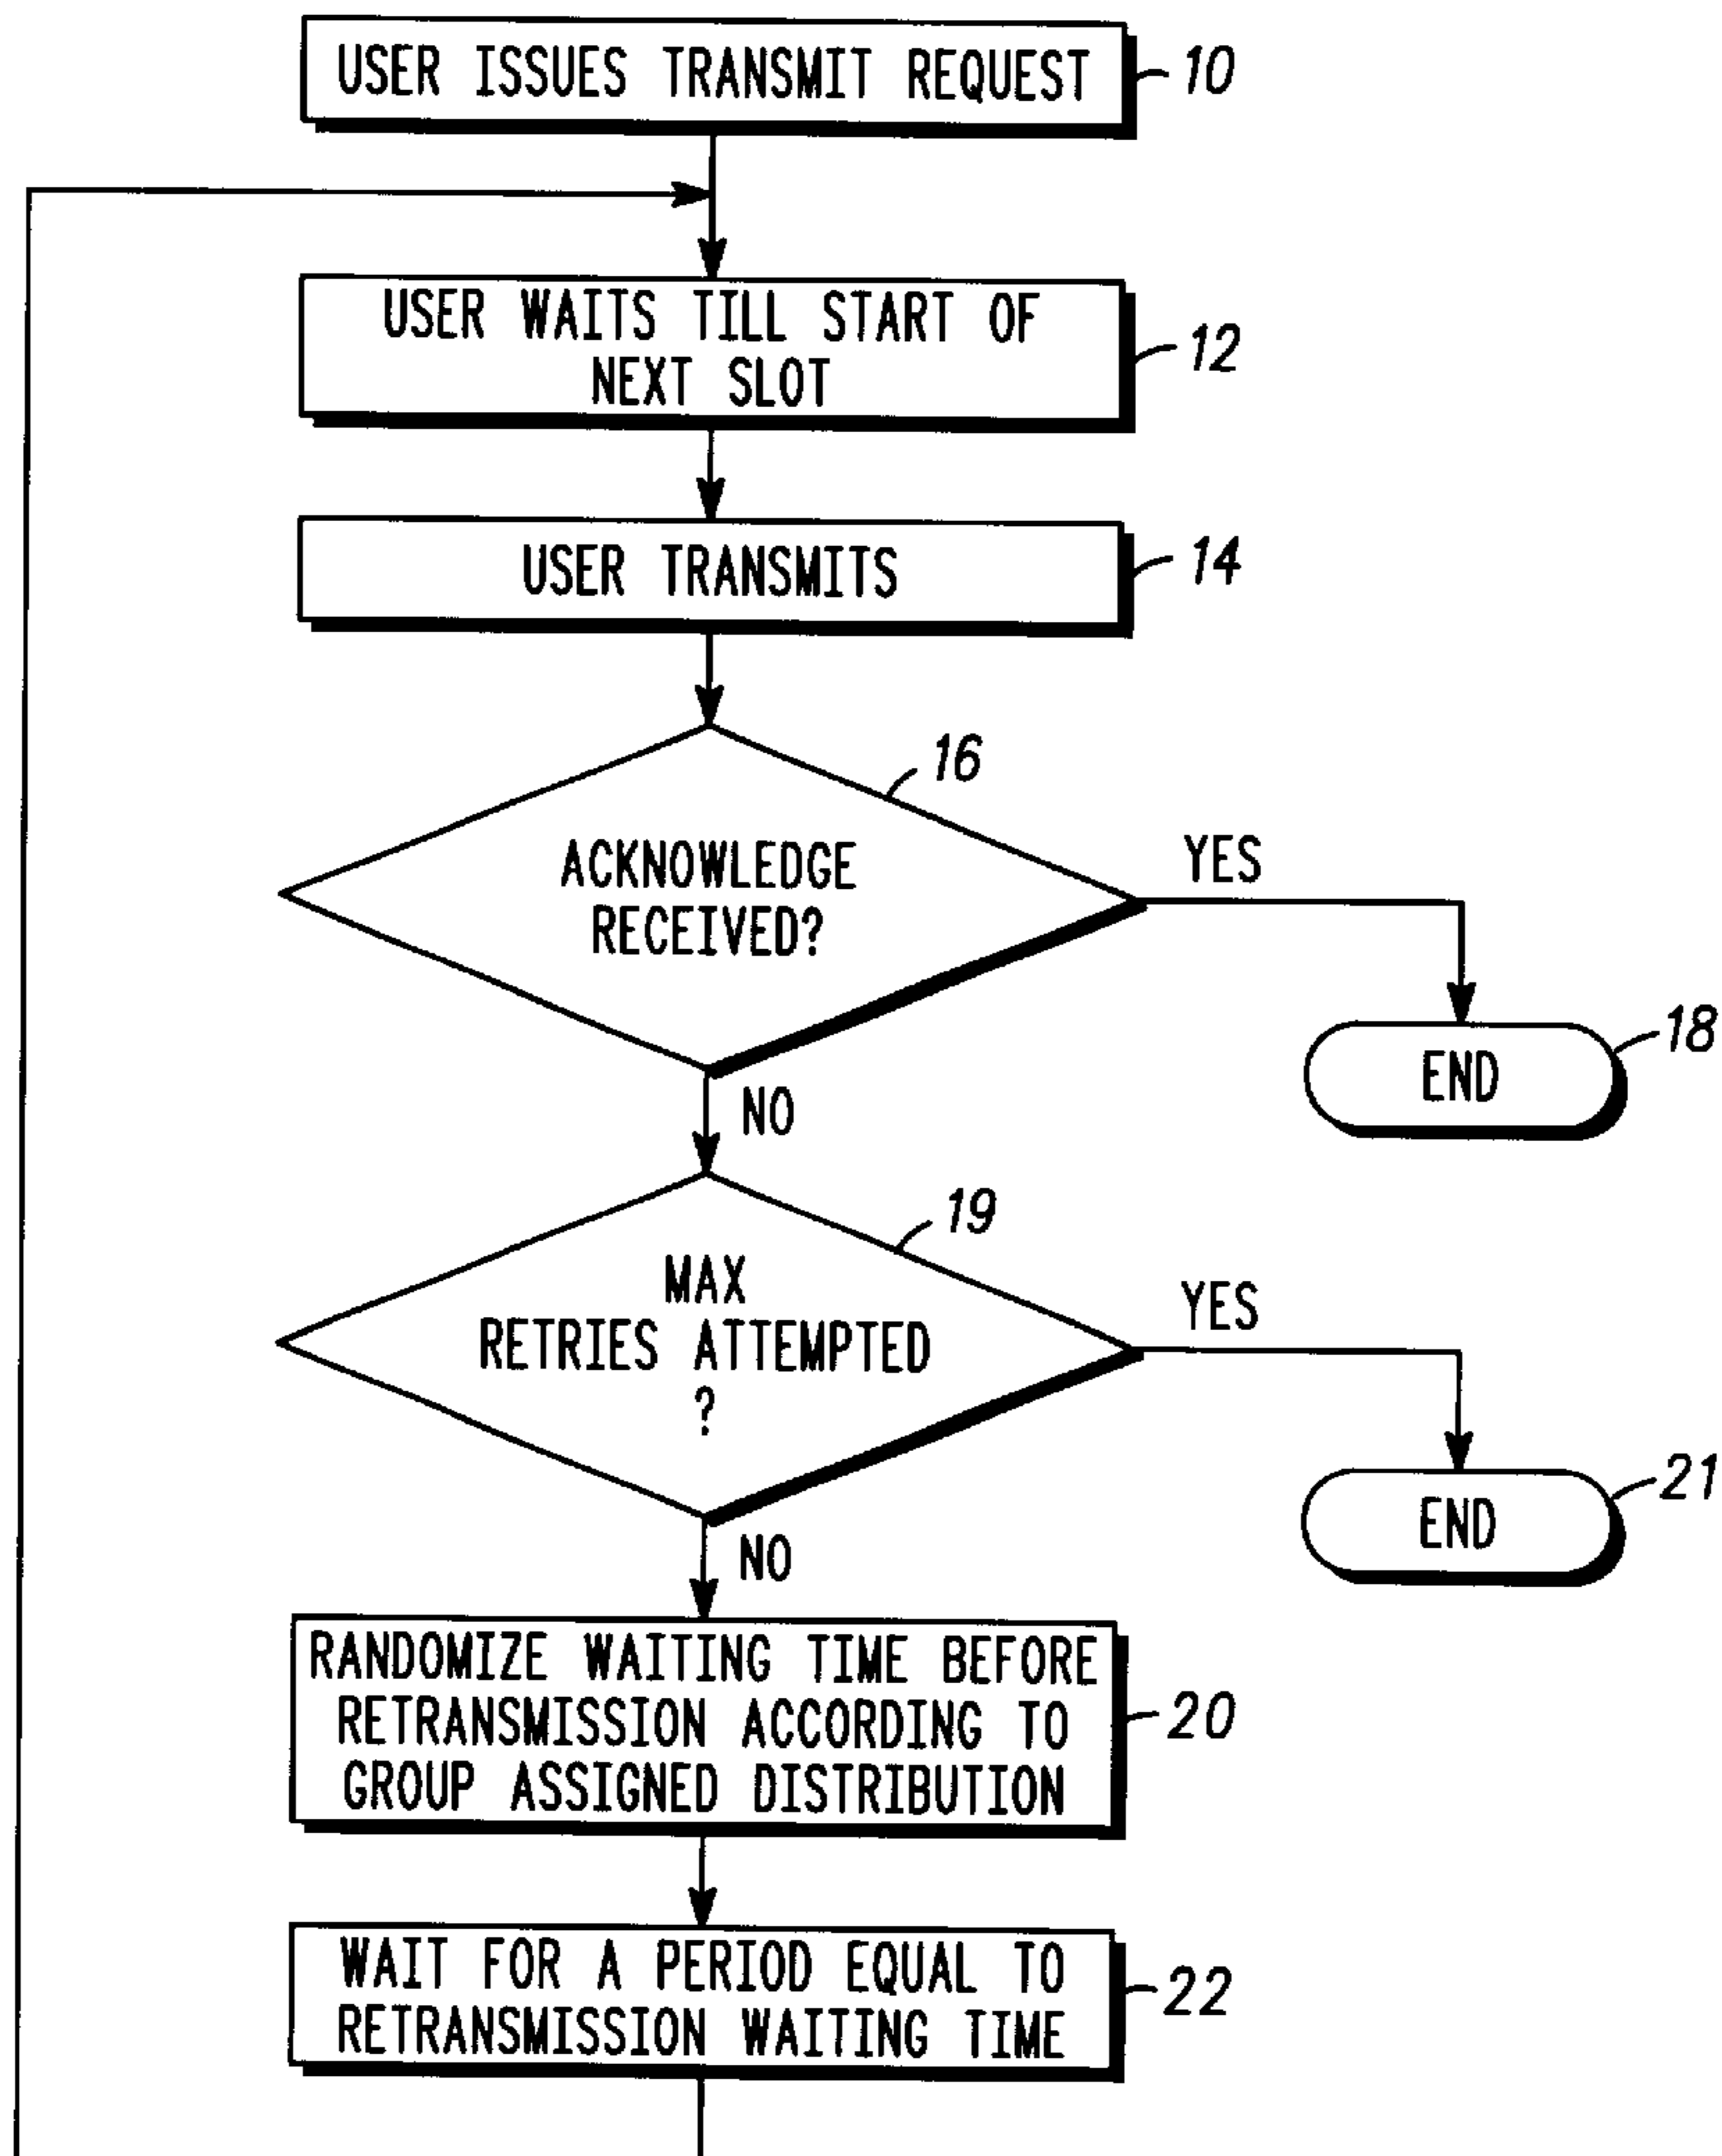 USER ISSUES TRANSMIT REQUEST
10
USER WAITS TILL START OF
NEXT SLOT
12
USER TRANSMITS
14
16
ACKNOWLEDGE
RECEIVED?
YES
18
END
NO
19
MAX
RETRIES ATTEMPTED
?
YES
21
END
NO
RANDOMIZE WAITING TIME BEFORE
RETRANSMISSION ACCORDING TO
GROUP ASSIGNED DISTRIBUTION
20
WAIT FOR A PERIOD EQUAL TO
RETRANSMISSION WAITING TIME
22